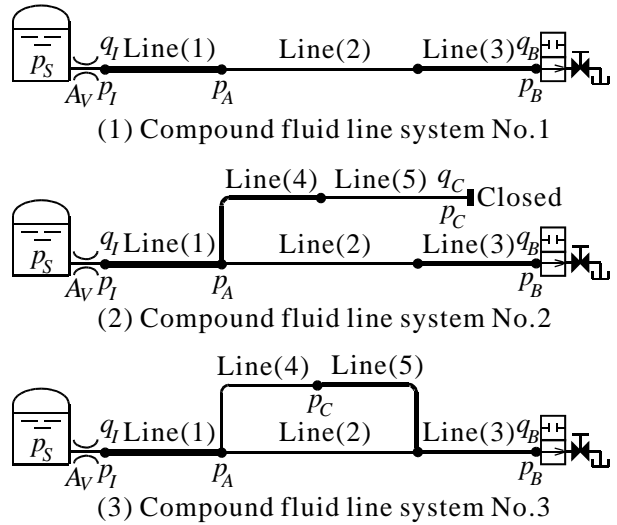 q_I Line(1) Line(2) Line(3) q_B
p_S
A_V p_I p_A p_B
(1) Compound fluid line system No.1
Line(4) Line(5) q_C
p_C Closed
q_I Line(1) Line(2) Line(3) q_B
p_S
A_V p_I p_A p_B
(2) Compound fluid line system No.2
Line(4) Line(5)
p_C
q_I Line(1) Line(2) Line(3) q_B
p_S
A_V p_I p_A p_B
(3) Compound fluid line system No.3